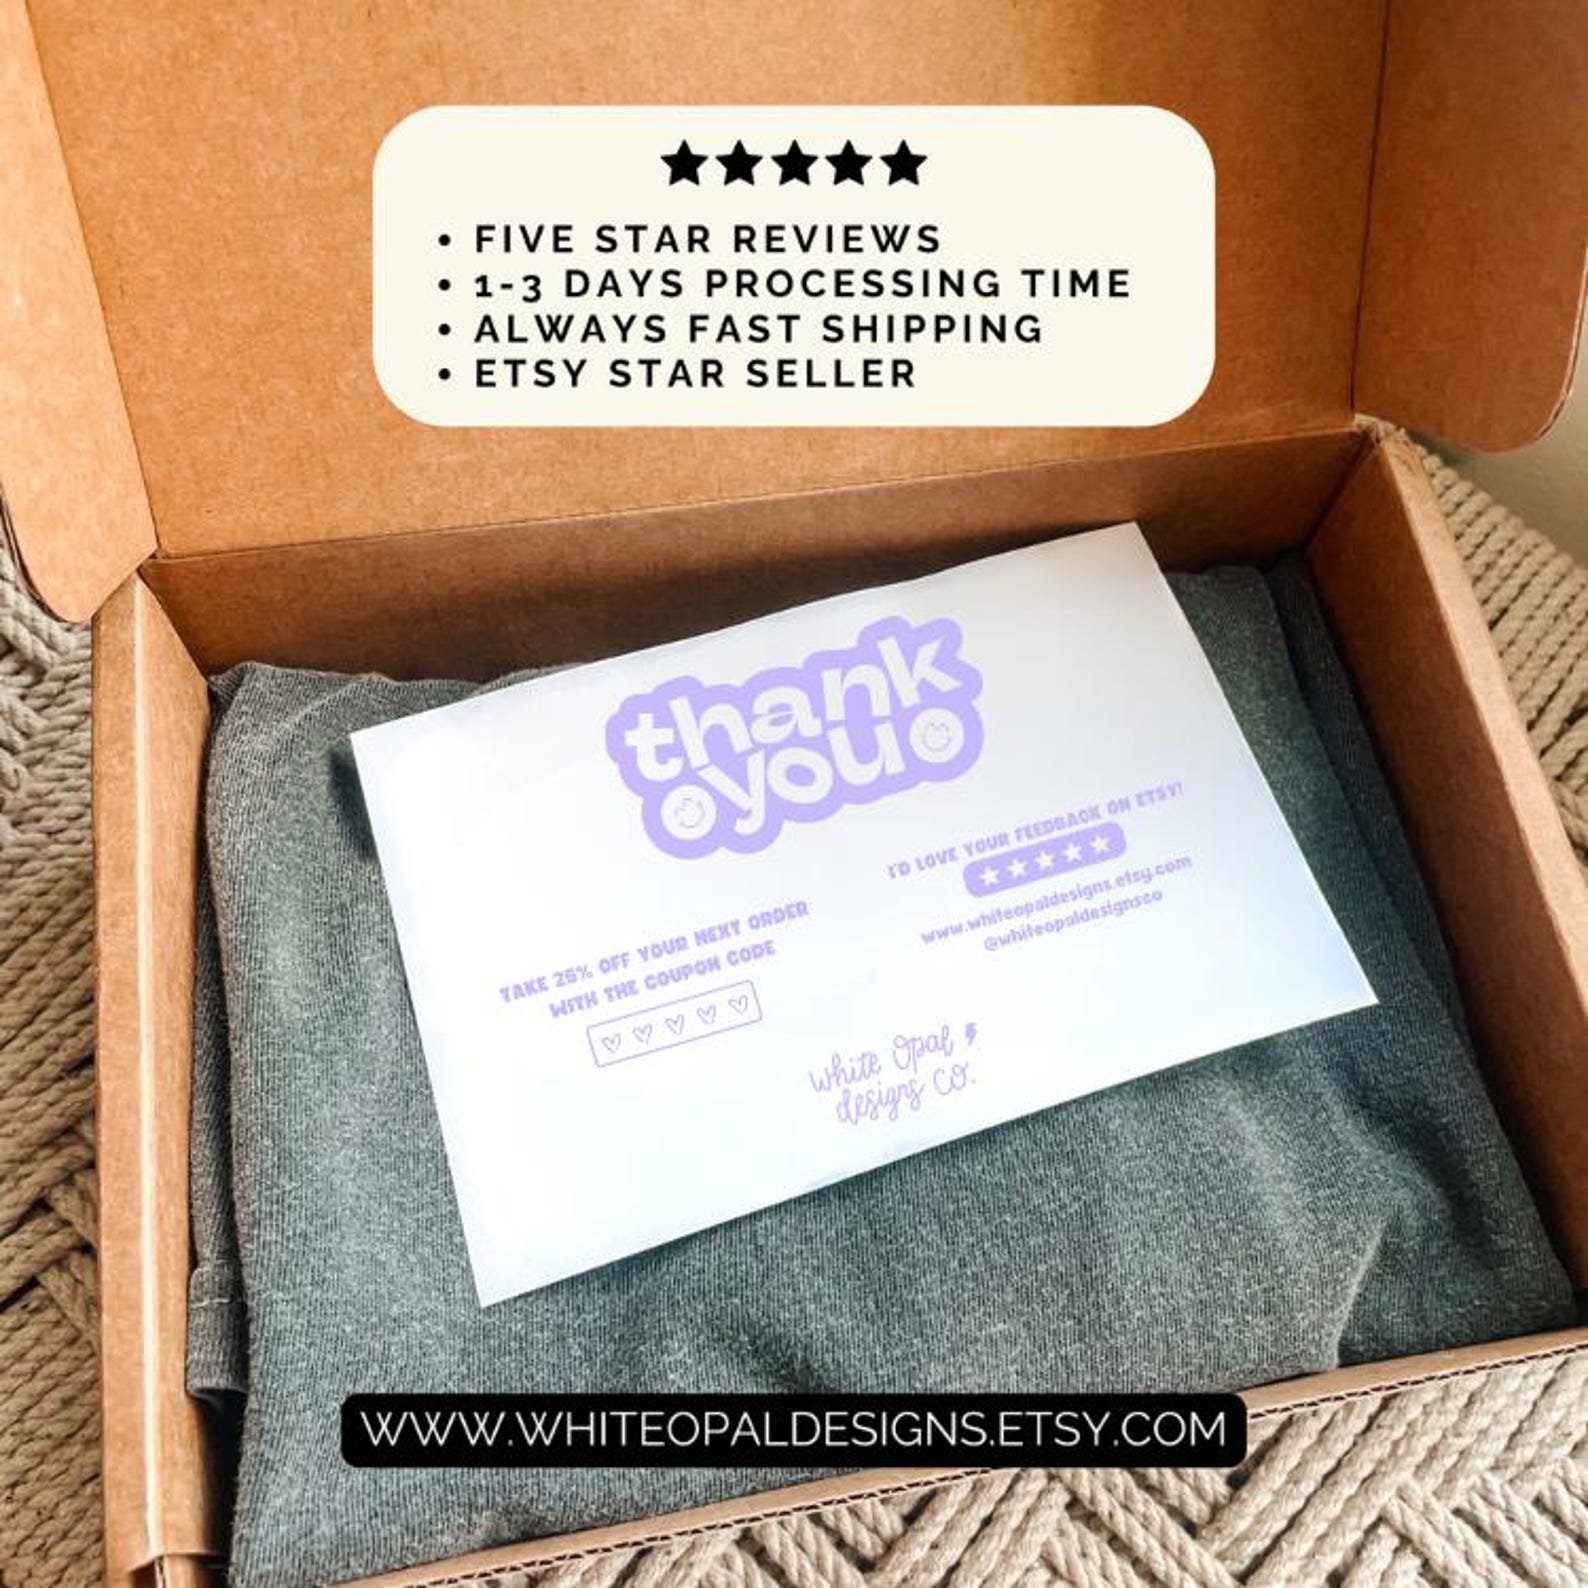 FIVE STAR REVIEWS
1-3 DAYS PROCESSING TIME
ALWAYS FAST SHIPPING
ETSY STAR SELLER
thank
you
I'D LOVE YOUR FEEDBACK ON ETSY!
www.whiteopaldesigns.etsy.com
@whiteopaldesignsco
TAKE 25% OFF YOUR NEXT ORDER
WITH THE COUPON CODE
white opal
designs co.
WWW.WHITEOPALDESIGNS.ETSY.COM